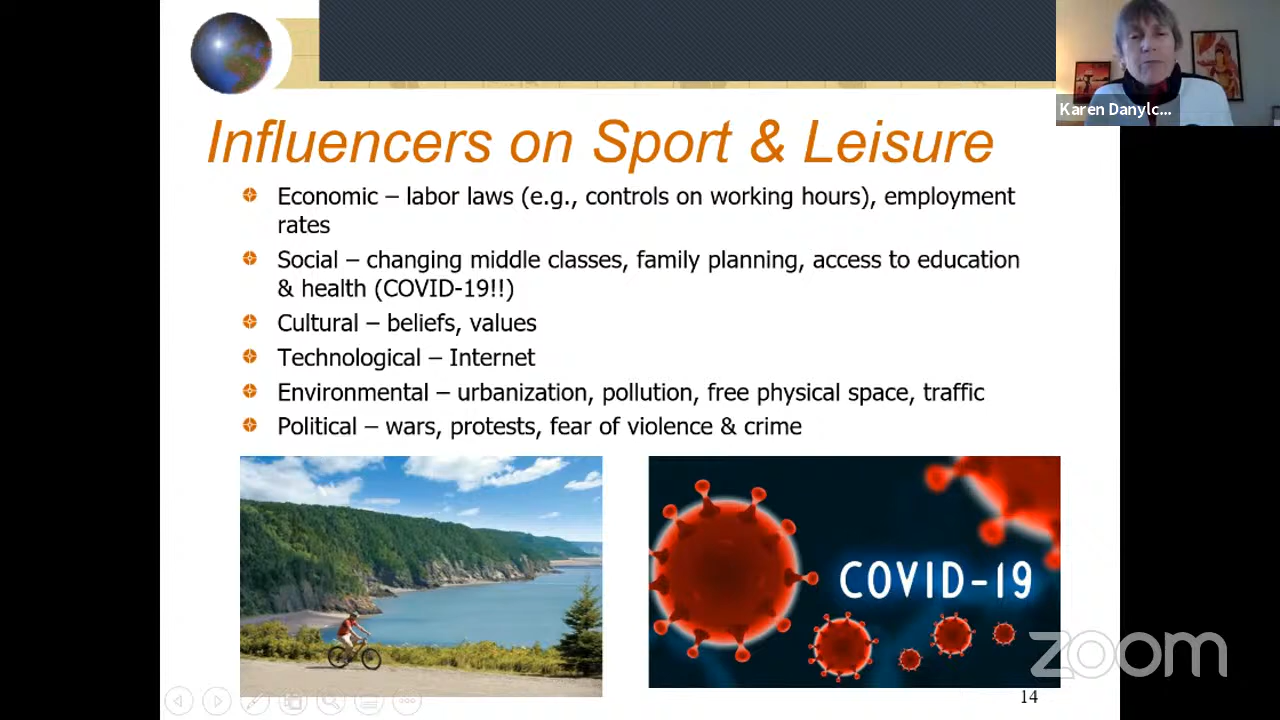 Karen Danylc...
Influencers on Sport & Leisure
Economic – labor laws (e.g., controls on working hours), employment
rates
Social – changing middle classes, family planning, access to education
& health (COVID-19!!)
Cultural – beliefs, values
Technological – Internet
Environmental – urbanization, pollution, free physical space, traffic
Political – wars, protests, fear of violence & crime
COVID-19
zoom
14